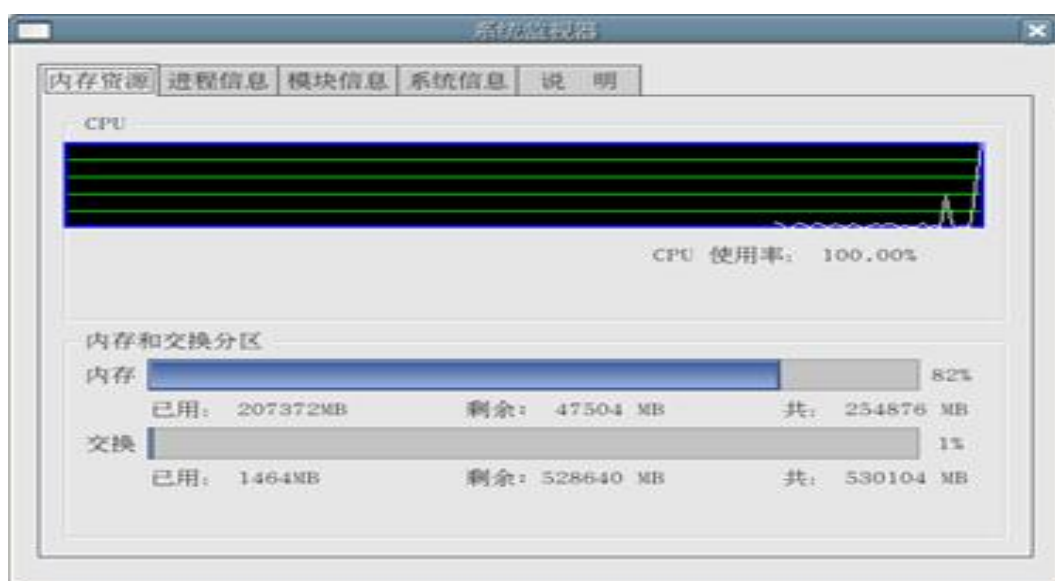 系统监视器
内存资源 进程信息 模块信息 系统信息 说 明
CPU
CPU 使用率: 100.00%
内存和交换分区
内存 82%
已用: 207372MB 剩余: 47504 MB 共: 254876 MB
交换 1%
已用: 1464MB 剩余: 528640 MB 共: 530104 MB